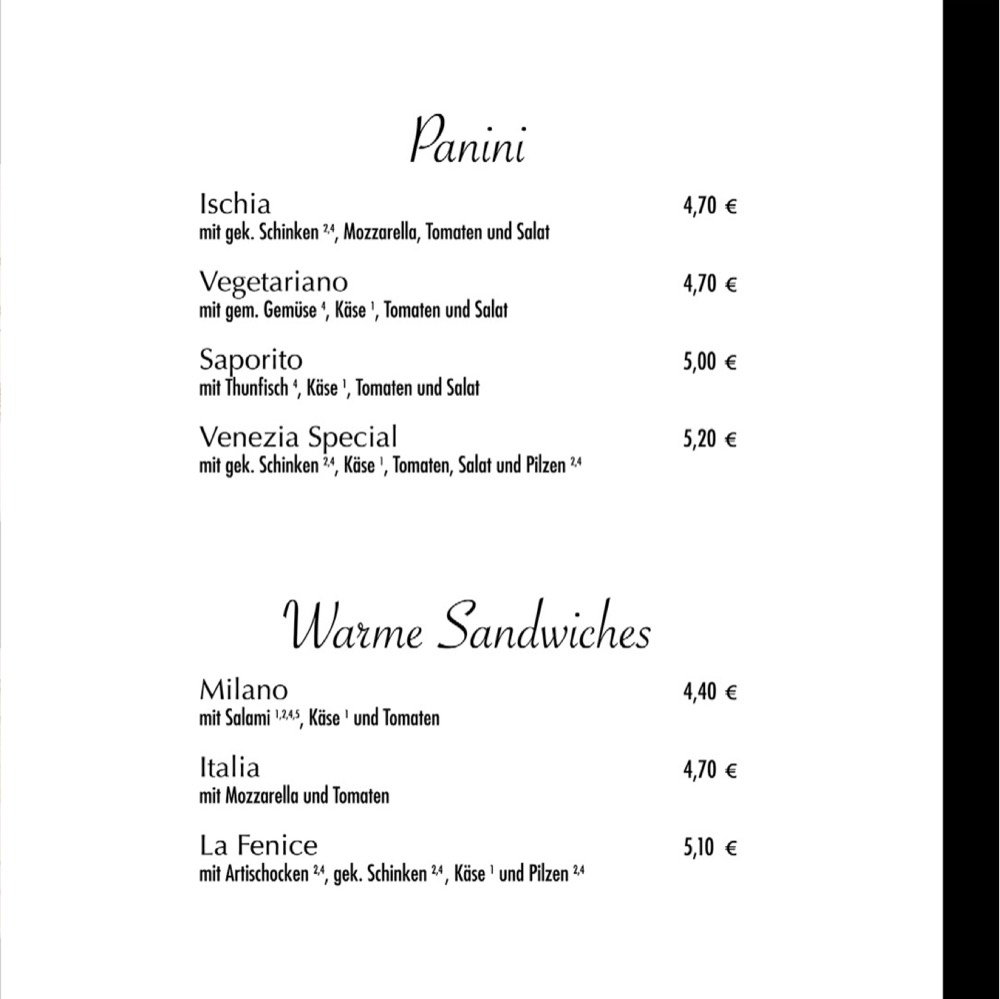 Panini
Ischia 4,70 €
mit gek. Schinken 2,4, Mozzarella, Tomaten und Salat
Vegetariano 4,70 €
mit gem. Gemüse 4, Käse 1, Tomaten und Salat
Saporito 5,00 €
mit Thunfisch 4, Käse 1, Tomaten und Salat
Venezia Special 5,20 €
mit gek. Schinken 2,4, Käse 1, Tomaten, Salat und Pilzen 2,4
Warme Sandwiches
Milano 4,40 €
mit Salami 1,2,4,5, Käse 1 und Tomaten
Italia 4,70 €
mit Mozzarella und Tomaten
La Fenice 5,10 €
mit Artischocken 2,4, gek. Schinken 2,4, Käse 1 und Pilzen 2,4